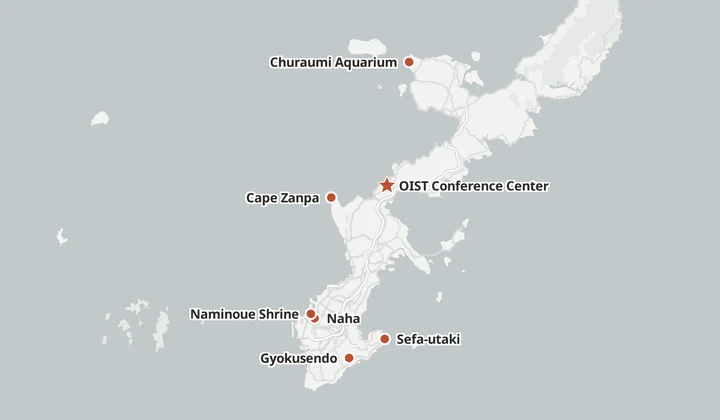 Churaumi Aquarium
OIST Conference Center
Cape Zanpa
Naminoue Shrine
Naha
Sefa-utaki
Gyokusendo